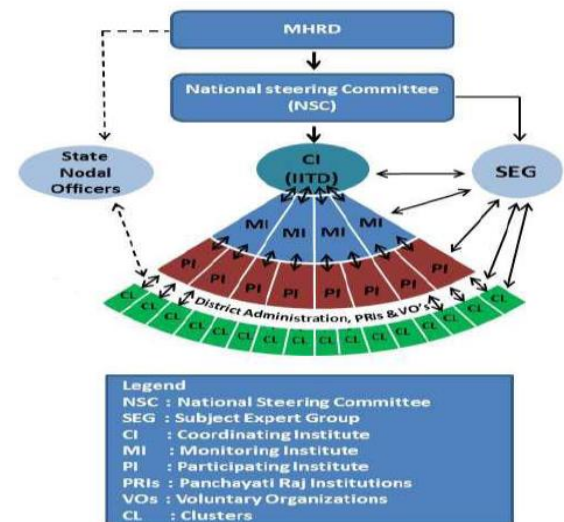 MHRD
National steering Committee
(NSC)
State
Nodal
Officers
CI
(IITD)
SEG
MI MI MI MI
PI PI PI PI PI PI PI PI PI
District Administration, PRIs & VO's
CL CL CL CL CL CL CL CL CL CL CL CL CL CL CL CL
Legend
NSC : National Steering Committee
SEG : Subject Expert Group
CI : Coordinating Institute
MI : Monitoring Institute
PI : Participating Institute
PRIs : Panchayati Raj Institutions
VOs : Voluntary Organizations
CL : Clusters